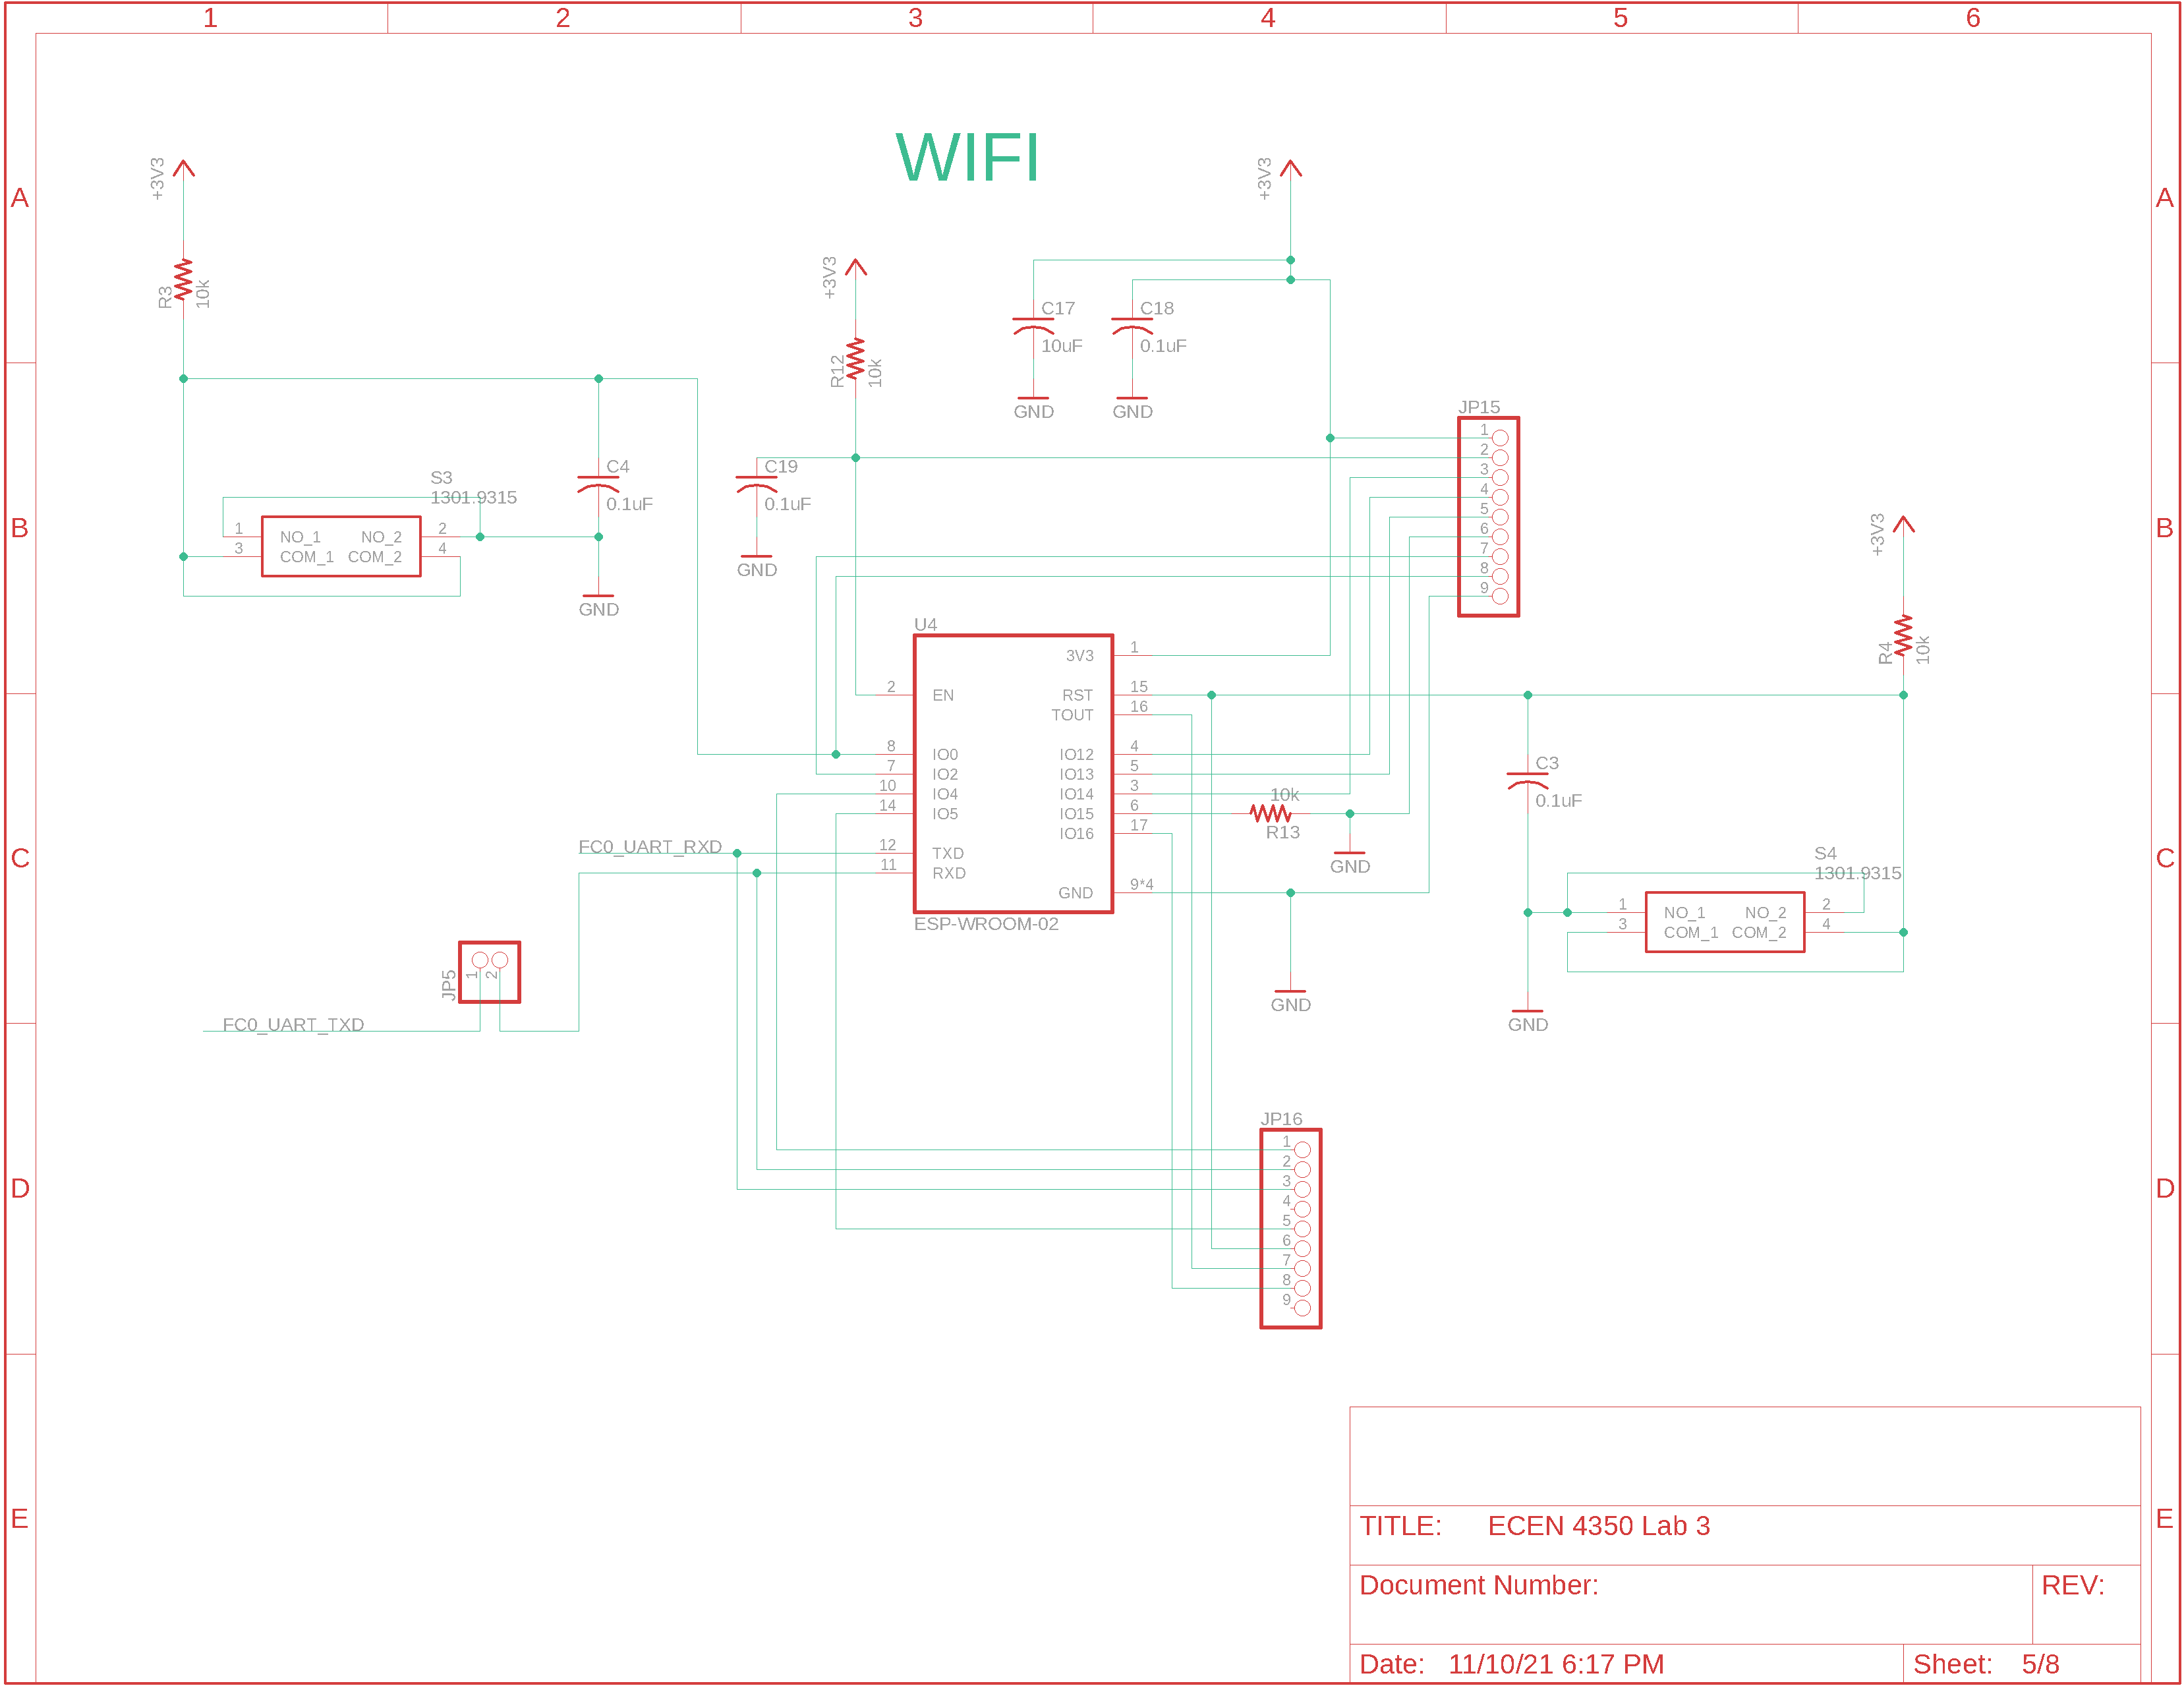 1 2 3 4 5 6
A A
B B
C C
D D
E E
WIFI
+3V3
R3
10k
S3
1301.9315
1 NO_1 NO_2 2
3 COM_1 COM_2 4
C4
0.1uF
GND
+3V3
R12
10k
C19
0.1uF
GND
+3V3
C17
10uF
GND
C18
0.1uF
GND
JP15
1
2
3
4
5
6
7
8
9
U4
3V3 1
2 EN RST 15
TOUT 16
8 IO0 IO12 4
7 IO2 IO13 5
10 IO4 IO14 3
14 IO5 IO15 6
IO16 17
12 TXD
11 RXD
GND 9*4
ESP-WROOM-02
10k
R13
GND
GND
FC0_UART_RXD
JP5
1 2
FC0_UART_TXD
+3V3
R4
10k
C3
0.1uF
GND
S4
1301.9315
1 NO_1 NO_2 2
3 COM_1 COM_2 4
JP16
1
2
3
4
5
6
7
8
9
TITLE: ECEN 4350 Lab 3
Document Number: REV:
Date: 11/10/21 6:17 PM Sheet: 5/8